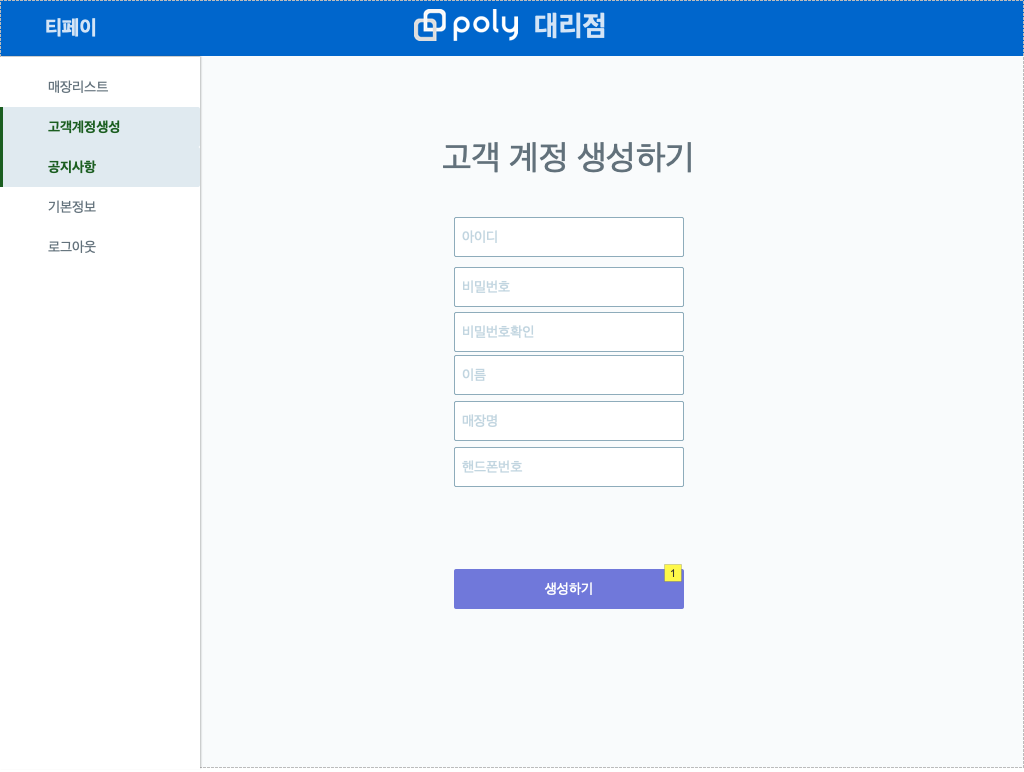 티페이
poly 대리점
매장리스트
고객계정생성
공지사항
기본정보
로그아웃
고객 계정 생성하기
아이디
비밀번호
비밀번호확인
이름
매장명
핸드폰번호
1
생성하기